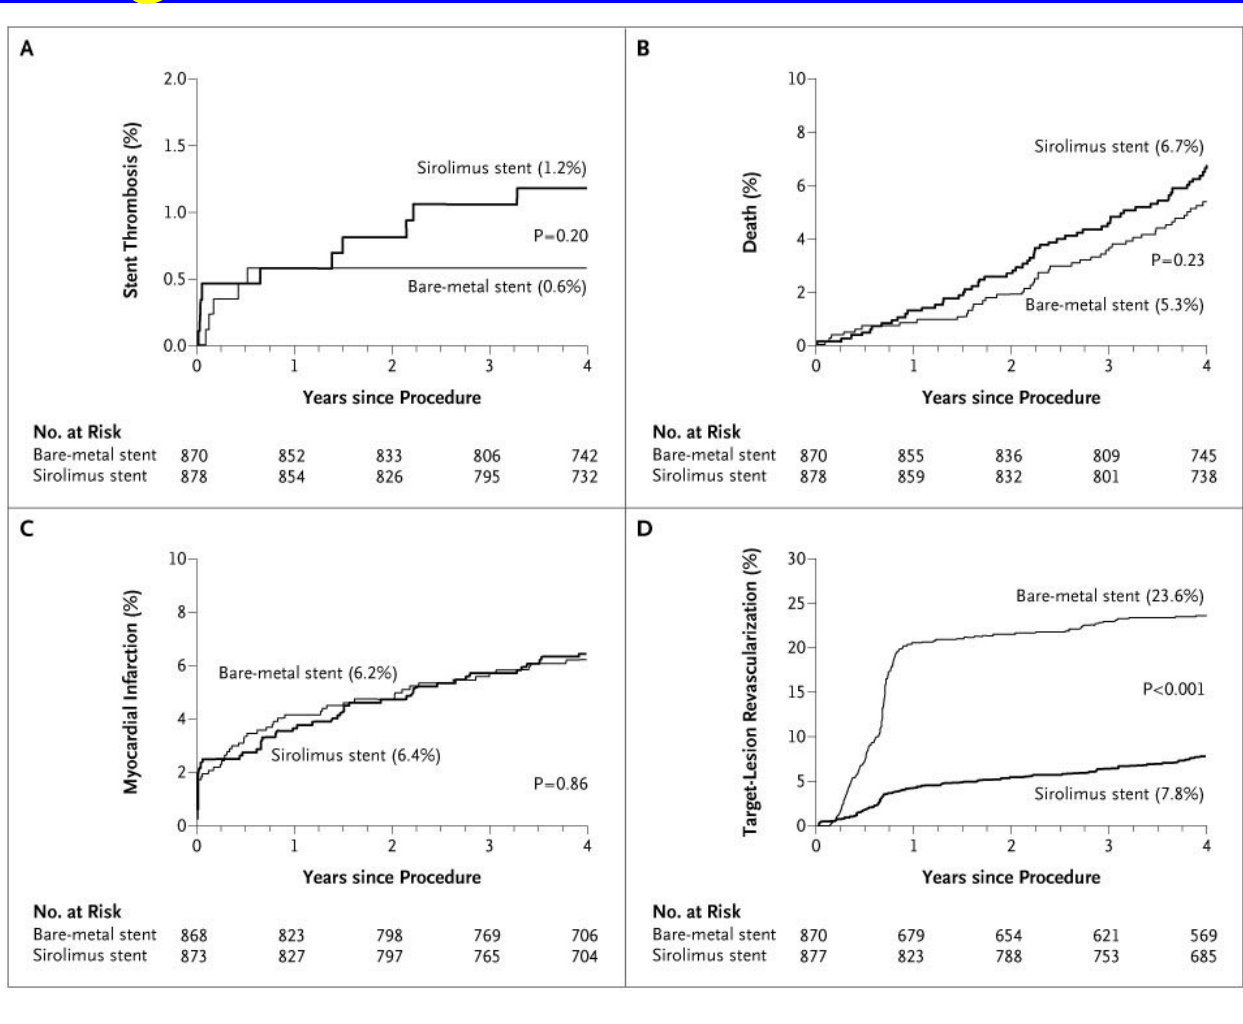 A
Stent Thrombosis (%)
2.0
1.5
1.0
0.5
0.0
Sirolimus stent (1.2%)
P=0.20
Bare-metal stent (0.6%)
0 1 2 3 4
Years since Procedure
No. at Risk
Bare-metal stent 870 852 833 806 742
Sirolimus stent 878 854 826 795 732
B
Death (%)
10
8
6
4
2
0
Sirolimus stent (6.7%)
P=0.23
Bare-metal stent (5.3%)
0 1 2 3 4
Years since Procedure
No. at Risk
Bare-metal stent 870 855 836 809 745
Sirolimus stent 878 859 832 801 738
C
Myocardial Infarction (%)
10
8
6
4
2
0
Bare-metal stent (6.2%)
Sirolimus stent (6.4%)
P=0.86
0 1 2 3 4
Years since Procedure
No. at Risk
Bare-metal stent 868 823 798 769 706
Sirolimus stent 873 827 797 765 704
D
Target-Lesion Revascularization (%)
30
25
20
15
10
5
0
Bare-metal stent (23.6%)
P<0.001
Sirolimus stent (7.8%)
0 1 2 3 4
Years since Procedure
No. at Risk
Bare-metal stent 870 679 654 621 569
Sirolimus stent 877 823 788 753 685